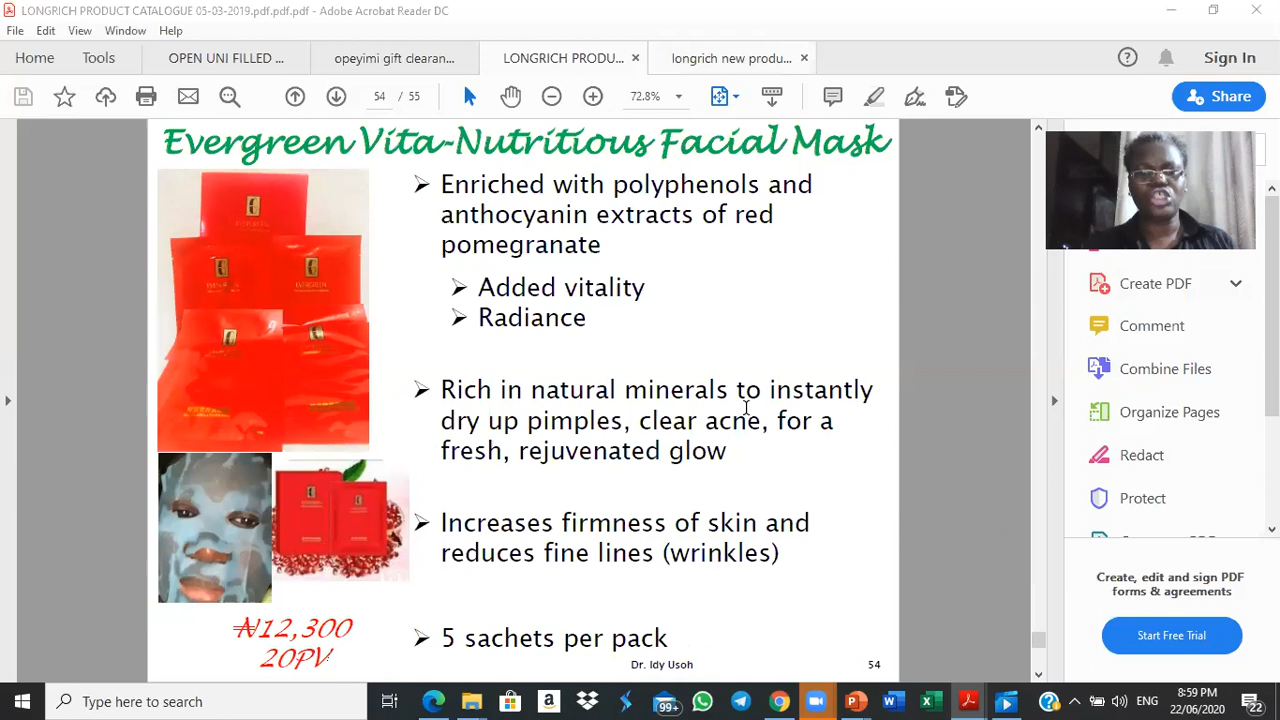 LONGRICH PRODUCT CATALOGUE 05-03-2019.pdf.pdf.pdf - Adobe Acrobat Reader DC
File Edit View Window Help
Home Tools OPEN UNI FILLED ... opeyimi gift clearan... LONGRICH PRODU... × longrich new produ... ×
Sign In
54 / 55 72.8% Share
Evergreen Vita-Nutritious Facial Mask
Enriched with polyphenols and
anthocyanin extracts of red
pomegranate
Added vitality
Radiance
Rich in natural minerals to instantly
dry up pimples, clear acne, for a
fresh, rejuvenated glow
Increases firmness of skin and
reduces fine lines (wrinkles)
₦12,300
20PV
5 sachets per pack
Dr. Idy Usoh 54
Create PDF
Comment
Combine Files
Organize Pages
Redact
Protect
Create, edit and sign PDF
forms & agreements
Start Free Trial
Type here to search
99+
ENG
8:59 PM
22/06/2020
22